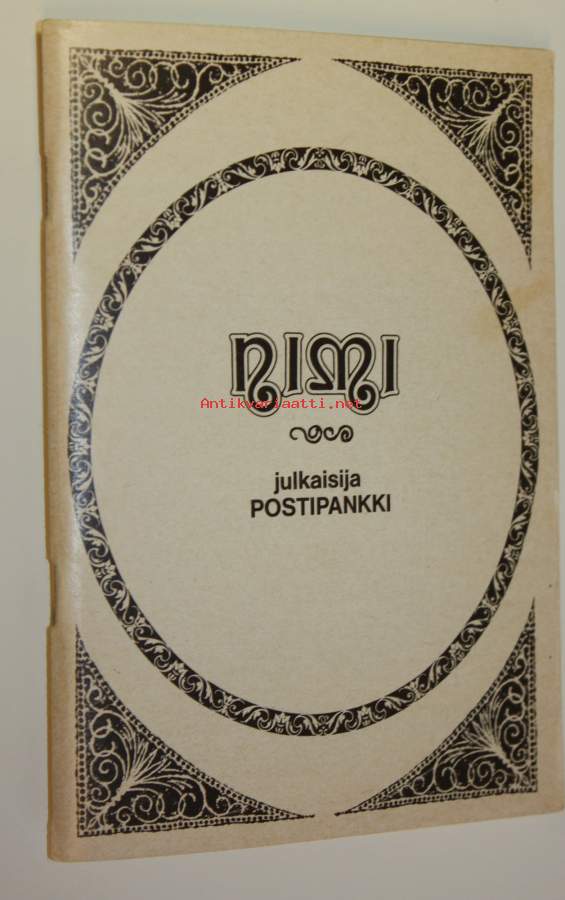 NIMI
Antikvariaatti.net
julkaisija
POSTIPANKKI